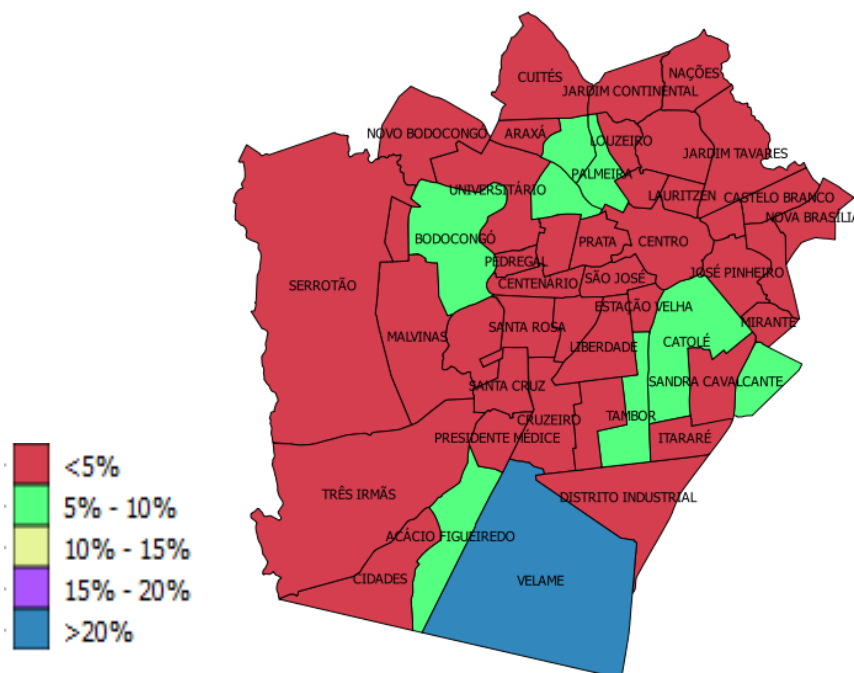 CUITÉS
NAÇÕES
JARDIM CONTINENTAL
NOVO BODOCONGÓ
ARAXÁ
LOUZEIRO
JARDIM TAVARES
PALMEIRA
UNIVERSITÁRIO
LAURITZEN
CASTELO BRANCO
NOVA BRASÍLIA
BODOCONGÓ
PRATA
CENTRO
PEDREGAL
JOSÉ PINHEIRO
SERROTÃO
CENTENÁRIO
SÃO JOSÉ
ESTAÇÃO VELHA
MIRANTE
SANTA ROSA
MALVINAS
LIBERDADE
CATOLÉ
SANTA CRUZ
SANDRA CAVALCANTE
CRUZEIRO
TAMBOR
PRESIDENTE MÉDICE
ITARARÉ
TRÊS IRMÃS
DISTRITO INDUSTRIAL
ACÁCIO FIGUEIREDO
CIDADES
VELAME
<5%
5% - 10%
10% - 15%
15% - 20%
>20%